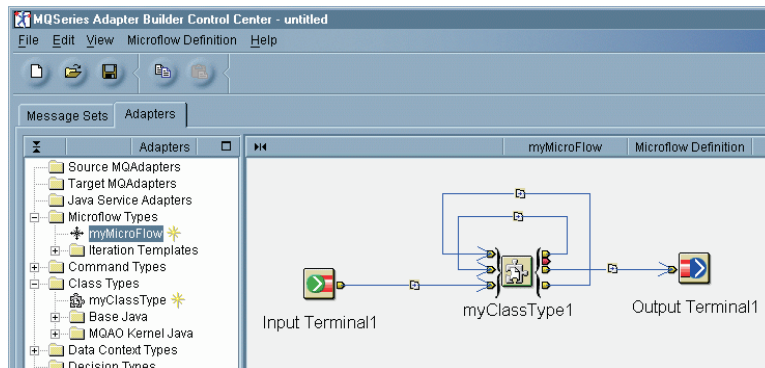 MQSeries Adapter Builder Control Center - untitled
File Edit View Microflow Definition Help
Message Sets Adapters
Adapters
myMicroFlow Microflow Definition
Source MQAdapters
Target MQAdapters
Java Service Adapters
Microflow Types
myMicroFlow
Iteration Templates
Command Types
Class Types
myClassType
Base Java
MQAO Kernel Java
Data Context Types
Decision Types
Input Terminal1
myClassType1
Output Terminal1